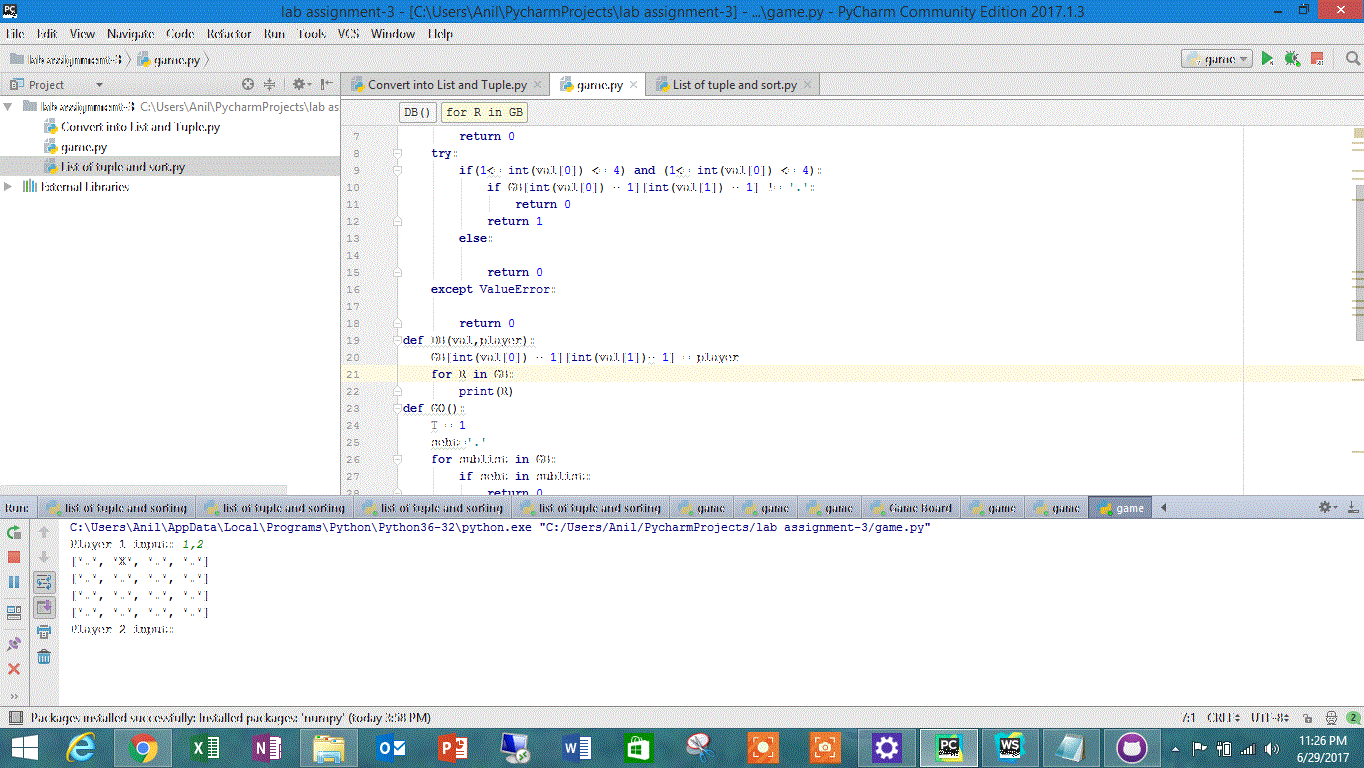 lab assignment-3 - [C:\Users\Anil\PycharmProjects\lab assignment-3] - ...\game.py - PyCharm Community Edition 2017.1.3
File Edit View Navigate Code Refactor Run Tools VCS Window Help
lab assignment-3 game.py game
Project
Convert into List and Tuple.py game.py List of tuple and sort.py
lab assignment-3 C:\Users\Anil\PycharmProjects\lab as
Convert into List and Tuple.py
game.py
List of tuple and sort.py
External Libraries
DB() for R in GB
7 return 0
8 try:
9 if(1<= int(val[0]) <= 4) and (1<= int(val[0]) <= 4):
10 if GB[int(val[0]) - 1][int(val[1]) - 1] != '.':
11 return 0
12 return 1
13 else:
14
15 return 0
16 except ValueError:
17
18 return 0
19 def DB(val,player):
20 GB[int(val[0]) - 1][int(val[1])- 1] = player
21 for R in GB:
22 print(R)
23 def GO():
24 T = 1
25 ='.'
26 for sublist in GB:
27 if in sublist:
28 return 0
Run: list of tuple and sorting list of tuple and sorting list of tuple and sorting list of tuple and sorting game game game Game Board game game game
C:\Users\Anil\AppData\Local\Programs\Python\Python36-32\python.exe "C:/Users/Anil/PycharmProjects/lab assignment-3/game.py"
Player 1 input: 1,2
['.', 'X', '.', '.']
['.', '.', '.', '.']
['.', '.', '.', '.']
['.', '.', '.', '.']
Player 2 input:
Packages installed successfully: Installed packages: 'numpy' (today 3:58 PM) 7:1 CRLF UTF-8 2
11:26 PM
6/29/2017